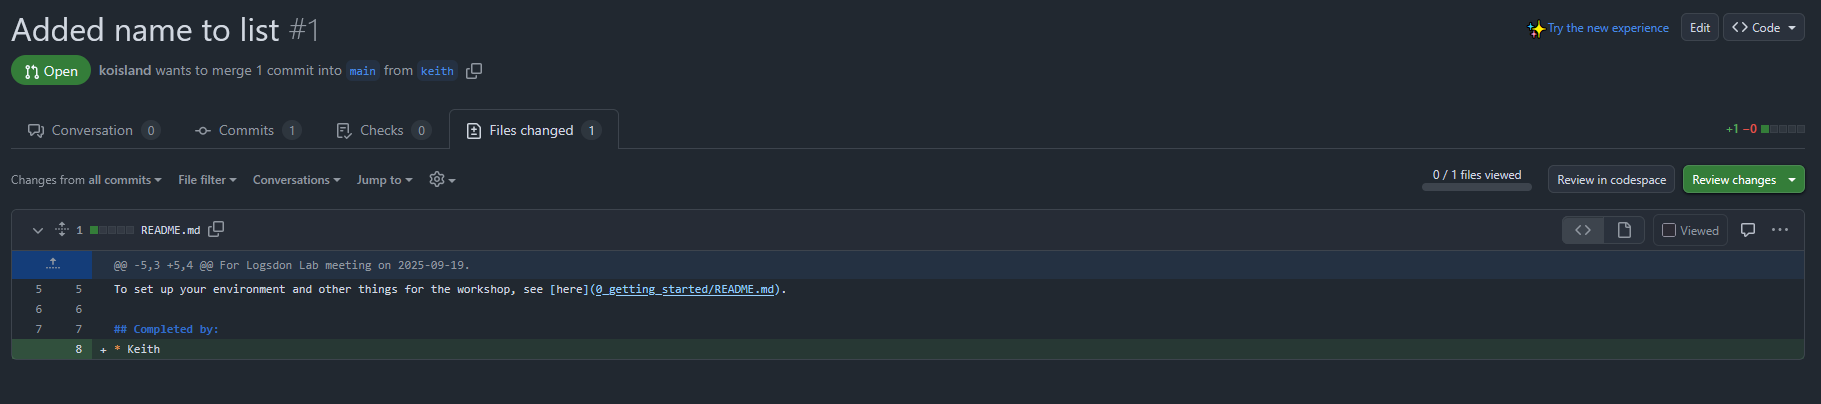 Added name to list #1
Try the new experience
Edit
Code
Open
koisland wants to merge 1 commit into main from keith
Conversation 0
Commits 1
Checks 0
Files changed 1
+1 −0
Changes from all commits
File filter
Conversations
Jump to
0 / 1 files viewed
Review in codespace
Review changes
1 README.md
Viewed
@@ -5,3 +5,4 @@ For Logsdon Lab meeting on 2025-09-19.
5 5 To set up your environment and other things for the workshop, see [here](0_getting_started/README.md).
6 6
7 7 ## Completed by:
8 + * Keith